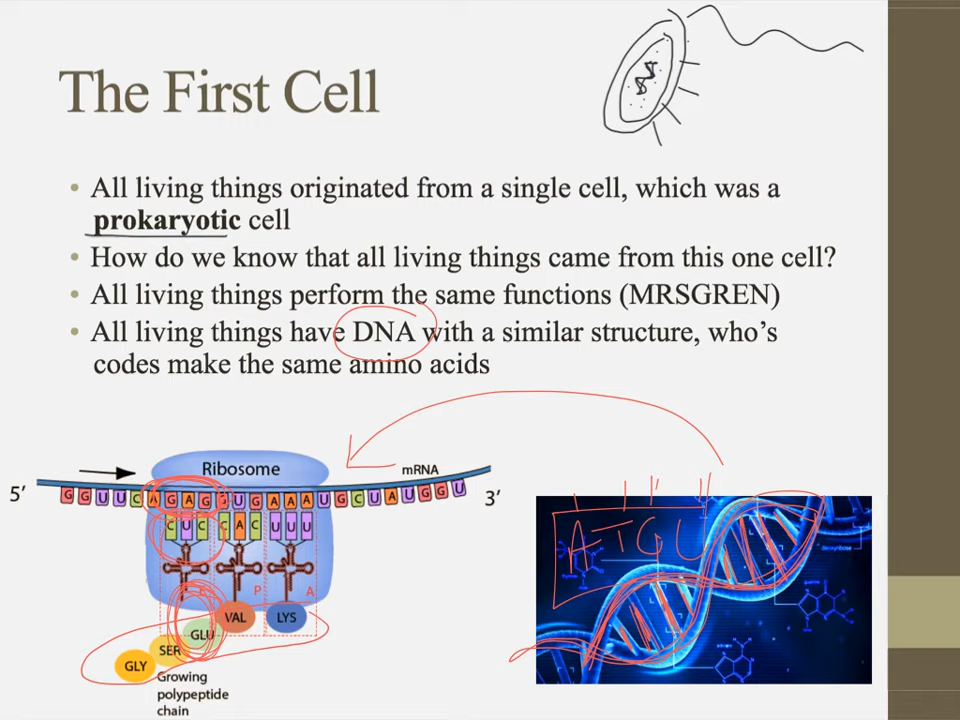 The First Cell
• All living things originated from a single cell, which was a
prokaryotic cell
• How do we know that all living things came from this one cell?
• All living things perform the same functions (MRSGREN)
• All living things have DNA with a similar structure, who's
codes make the same amino acids
Ribosome
mRNA
5'
G G U U C A G A G G U G A A A U G C U A U G G U
3'
C U C C A C U U U
P A
GLU VAL LYS
SER
GLY
Growing
polypeptide
chain
A T G U
deoxyribose